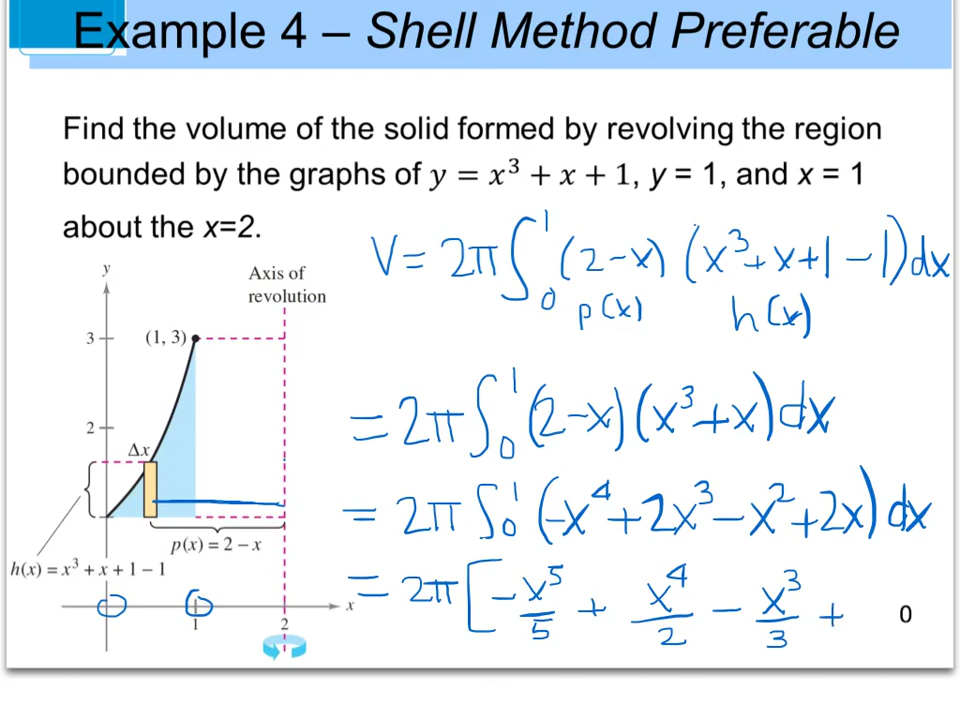 Example 4 – Shell Method Preferable
Find the volume of the solid formed by revolving the region
bounded by the graphs of y = x³ + x + 1, y = 1, and x = 1
about the x=2.
V = 2π ∫₀¹ (2-x) (x³+x+1-1)dx
p(x) h(x)
= 2π ∫₀¹ (2-x)(x³+x)dx
= 2π ∫₀¹ (-x⁴+2x³-x²+2x)dx
= 2π [ -x⁵/5 + x⁴/2 - x³/3 +
y
Axis of
revolution
3
(1, 3)
2
Δx
p(x) = 2 – x
h(x) = x³ + x + 1 – 1
x
1
2
0